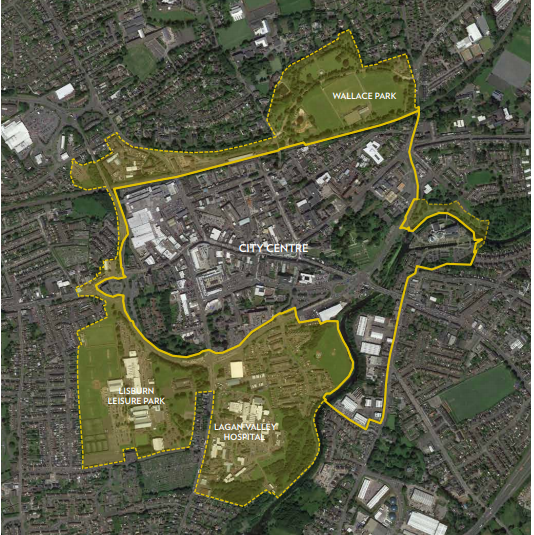 WALLACE PARK
CITY CENTRE
LISBURN
LEISURE PARK
LAGAN VALLEY
HOSPITAL